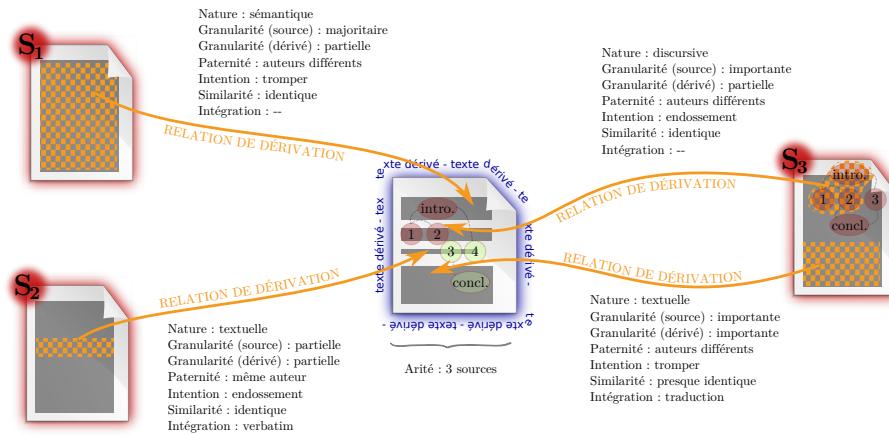 S1
Nature : sémantique
Granularité (source) : majoritaire
Granularité (dérivé) : partielle
Paternité : auteurs différents
Intention : tromper
Similarité : identique
Intégration : --
RELATION DE DÉRIVATION
Nature : discursive
Granularité (source) : importante
Granularité (dérivé) : partielle
Paternité : auteurs différents
Intention : endossement
Similarité : identique
Intégration : --
RELATION DE DÉRIVATION
S3
intro.
1 2 3
concl.
texte dérivé - texte dérivé - texte dérivé - texte dérivé - texte dérivé - texte dérivé -
intro.
1 2
3 4
concl.
S2
RELATION DE DÉRIVATION
Nature : textuelle
Granularité (source) : partielle
Granularité (dérivé) : partielle
Paternité : même auteur
Intention : endossement
Similarité : identique
Intégration : verbatim
Arité : 3 sources
RELATION DE DÉRIVATION
Nature : textuelle
Granularité (source) : importante
Granularité (dérivé) : importante
Paternité : auteurs différents
Intention : tromper
Similarité : presque identique
Intégration : traduction